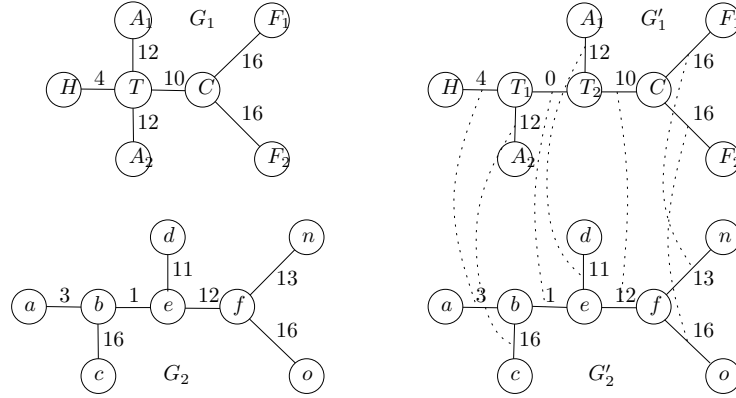 A₁ G₁ F₁ A₁ G′₁ F₁
12 16 12 16
H 4 T 10 C H 4 T₁ 0 T₂ 10 C
12 16 12 16
A₂ F₂ A₂ F₂
d n d n
11 13 11 13
a 3 b 1 e 12 f a 3 b 1 e 12 f
16 16 16 16
c G₂ o c G′₂ o